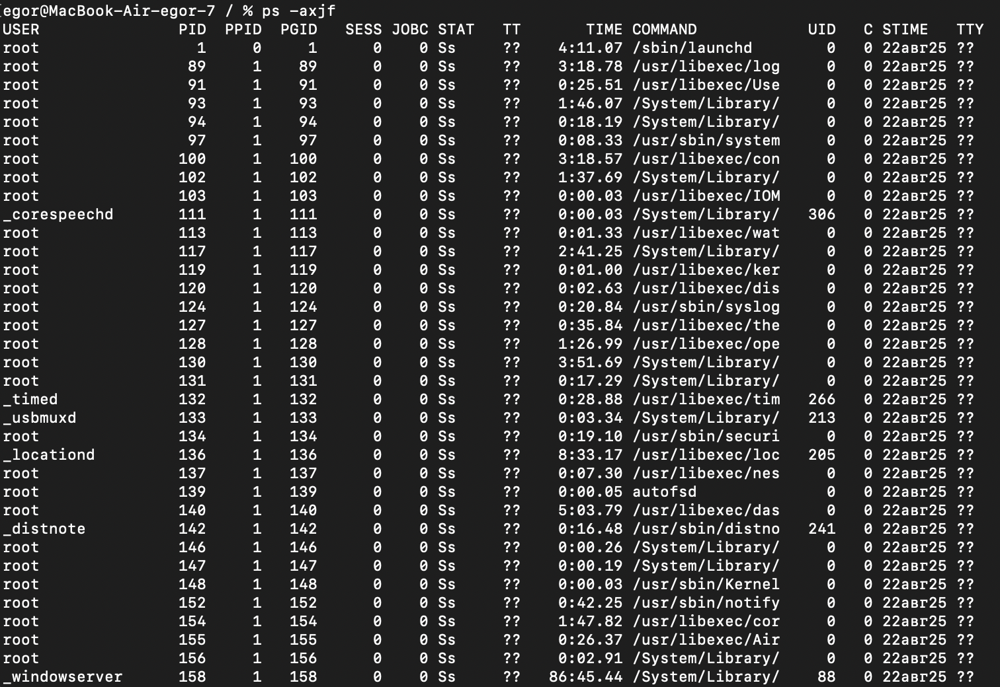 egor@MacBook-Air-egor-7 / % ps -axjf
USER PID PPID PGID SESS JOBC STAT TT TIME COMMAND UID C STIME TTY
root 1 0 1 0 0 Ss ?? 4:11.07 /sbin/launchd 0 0 22авг25 ??
root 89 1 89 0 0 Ss ?? 3:18.78 /usr/libexec/log 0 0 22авг25 ??
root 91 1 91 0 0 Ss ?? 0:25.51 /usr/libexec/Use 0 0 22авг25 ??
root 93 1 93 0 0 Ss ?? 1:46.07 /System/Library/ 0 0 22авг25 ??
root 94 1 94 0 0 Ss ?? 0:18.19 /System/Library/ 0 0 22авг25 ??
root 97 1 97 0 0 Ss ?? 0:08.33 /usr/sbin/system 0 0 22авг25 ??
root 100 1 100 0 0 Ss ?? 3:18.57 /usr/libexec/con 0 0 22авг25 ??
root 102 1 102 0 0 Ss ?? 1:37.69 /System/Library/ 0 0 22авг25 ??
root 103 1 103 0 0 Ss ?? 0:00.03 /usr/libexec/IOM 0 0 22авг25 ??
_corespeechd 111 1 111 0 0 Ss ?? 0:00.03 /System/Library/ 306 0 22авг25 ??
root 113 1 113 0 0 Ss ?? 0:01.33 /usr/libexec/wat 0 0 22авг25 ??
root 117 1 117 0 0 Ss ?? 2:41.25 /System/Library/ 0 0 22авг25 ??
root 119 1 119 0 0 Ss ?? 0:01.00 /usr/libexec/ker 0 0 22авг25 ??
root 120 1 120 0 0 Ss ?? 0:02.63 /usr/libexec/dis 0 0 22авг25 ??
root 124 1 124 0 0 Ss ?? 0:20.84 /usr/sbin/syslog 0 0 22авг25 ??
root 127 1 127 0 0 Ss ?? 0:35.84 /usr/libexec/the 0 0 22авг25 ??
root 128 1 128 0 0 Ss ?? 1:26.99 /usr/libexec/ope 0 0 22авг25 ??
root 130 1 130 0 0 Ss ?? 3:51.69 /System/Library/ 0 0 22авг25 ??
root 131 1 131 0 0 Ss ?? 0:17.29 /System/Library/ 0 0 22авг25 ??
_timed 132 1 132 0 0 Ss ?? 0:28.88 /usr/libexec/tim 266 0 22авг25 ??
_usbmuxd 133 1 133 0 0 Ss ?? 0:03.34 /System/Library/ 213 0 22авг25 ??
root 134 1 134 0 0 Ss ?? 0:19.10 /usr/sbin/securi 0 0 22авг25 ??
_locationd 136 1 136 0 0 Ss ?? 8:33.17 /usr/libexec/loc 205 0 22авг25 ??
root 137 1 137 0 0 Ss ?? 0:07.30 /usr/libexec/nes 0 0 22авг25 ??
root 139 1 139 0 0 Ss ?? 0:00.05 autofsd 0 0 22авг25 ??
root 140 1 140 0 0 Ss ?? 5:03.79 /usr/libexec/das 0 0 22авг25 ??
_distnote 142 1 142 0 0 Ss ?? 0:16.48 /usr/sbin/distno 241 0 22авг25 ??
root 146 1 146 0 0 Ss ?? 0:00.26 /System/Library/ 0 0 22авг25 ??
root 147 1 147 0 0 Ss ?? 0:00.19 /System/Library/ 0 0 22авг25 ??
root 148 1 148 0 0 Ss ?? 0:00.03 /usr/sbin/Kernel 0 0 22авг25 ??
root 152 1 152 0 0 Ss ?? 0:42.25 /usr/sbin/notify 0 0 22авг25 ??
root 154 1 154 0 0 Ss ?? 1:47.82 /usr/libexec/cor 0 0 22авг25 ??
root 155 1 155 0 0 Ss ?? 0:26.37 /usr/libexec/Air 0 0 22авг25 ??
root 156 1 156 0 0 Ss ?? 0:02.91 /System/Library/ 0 0 22авг25 ??
_windowserver 158 1 158 0 0 Ss ?? 86:45.44 /System/Library/ 88 0 22авг25 ??